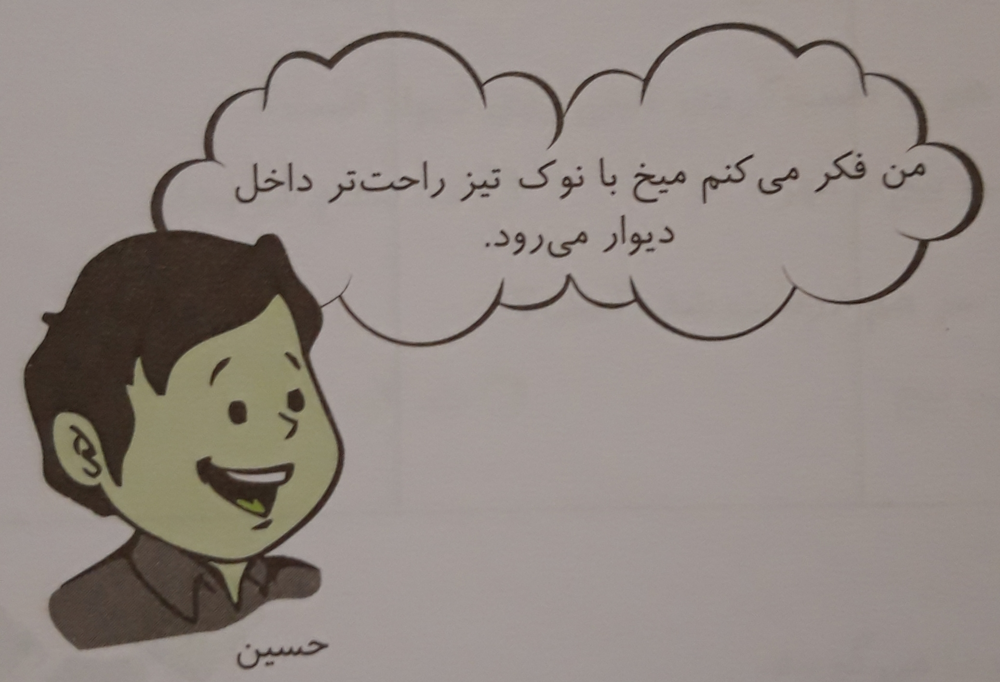 من فکر می‌کنم میخ با نوک تیز راحت‌تر داخل
دیوار می‌رود.
حسین